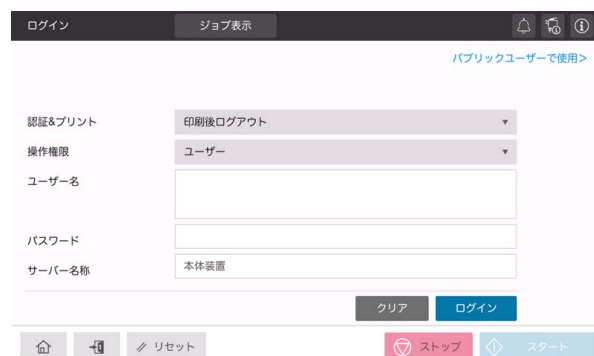 ログイン ジョブ表示
パブリックユーザーで使用>
認証&プリント 印刷後ログアウト
操作権限 ユーザー
ユーザー名
パスワード
サーバー名称 本体装置
クリア ログイン
リセット ストップ スタート